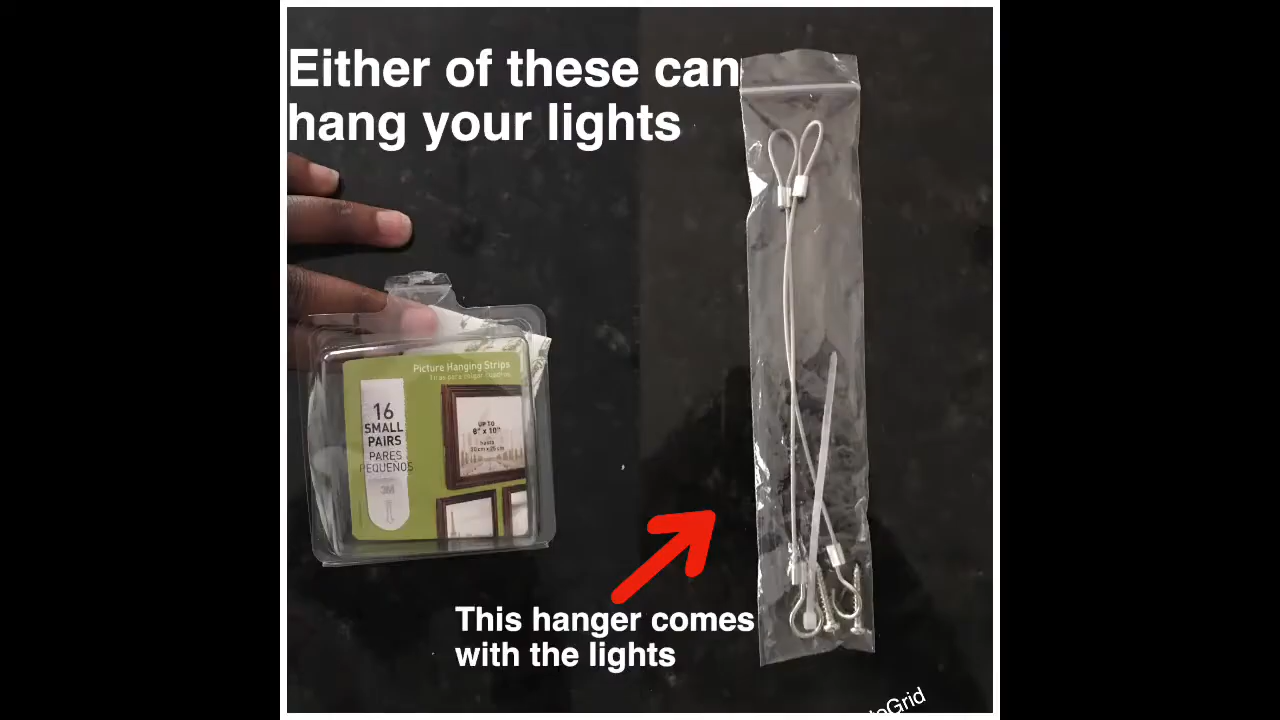 Either of these can
hang your lights
Picture Hanging Strips
16
SMALL
PAIRS
PARES
PEQUEÑOS
3M
UP TO
8" x 10"
This hanger comes
with the lights